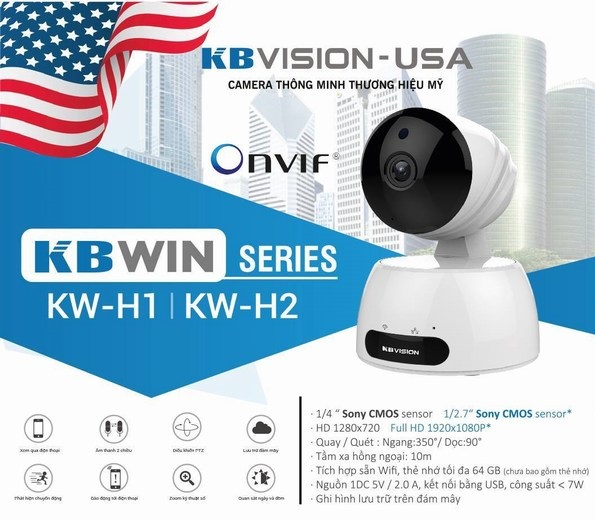 KBVISION-USA
CAMERA THÔNG MINH THƯƠNG HIỆU MỸ
ONVIF®
KBWIN SERIES
KW-H1 | KW-H2
KBVISION
Xem qua điện thoại
Âm thanh 2 chiều
Điều khiển PTZ
Lưu trữ đám mây
Phát hiện chuyển động
Báo động tới điện thoại
Zoom kỹ thuật số
Quan sát ngày và đêm
· 1/4 “ Sony CMOS sensor 1/2.7“ Sony CMOS sensor*
· HD 1280x720 Full HD 1920x1080P*
· Quay / Quét : Ngang:350°/ Dọc:90°
· Tầm xa hồng ngoại: 10m
· Tích hợp sẵn Wifi, thẻ nhớ tối đa 64 GB (chưa bao gồm thẻ nhớ)
· Nguồn 1DC 5V / 2.0 A, kết nối bằng USB, công suất < 7W
· Ghi hình lưu trữ trên đám mây